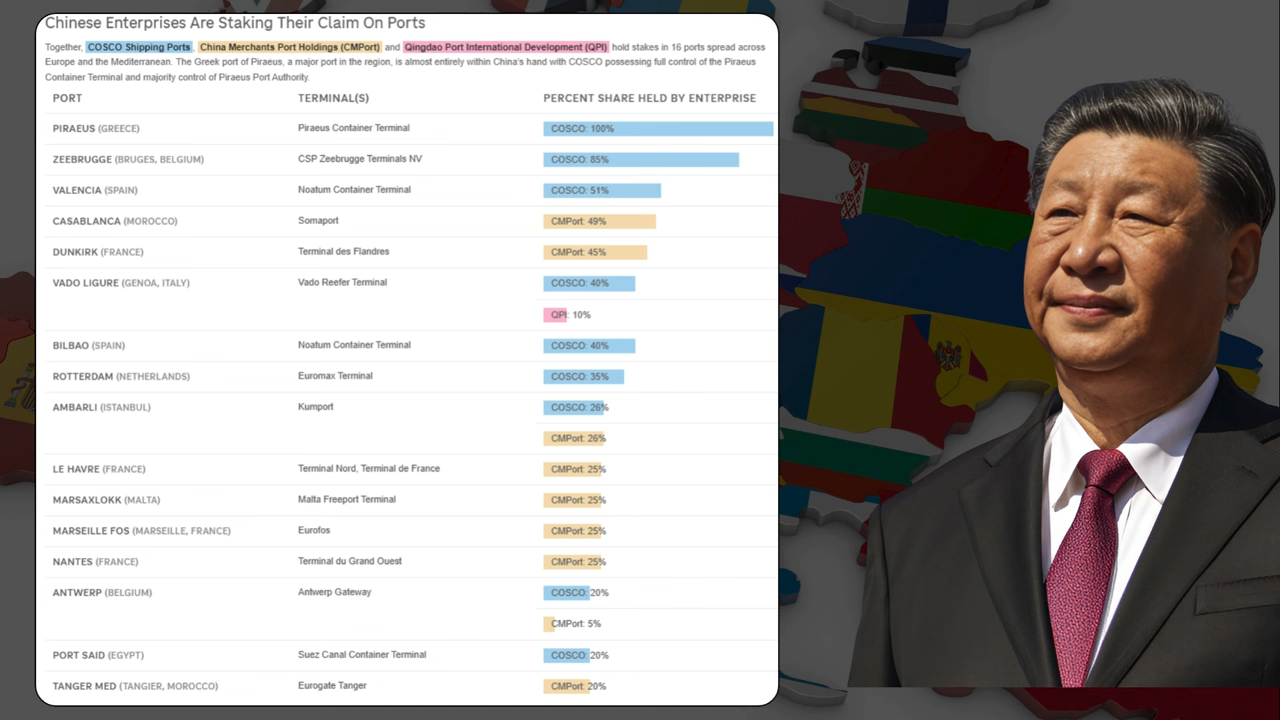 Chinese Enterprises Are Staking Their Claim On Ports
Together, COSCO Shipping Ports, China Merchants Port Holdings (CMPort) and Qingdao Port International Development (QPI) hold stakes in 16 ports spread across
Europe and the Mediterranean. The Greek port of Piraeus, a major port in the region, is almost entirely within China's hand with COSCO possessing full control of the Piraeus
Container Terminal and majority control of Piraeus Port Authority.
PORT TERMINAL(S) PERCENT SHARE HELD BY ENTERPRISE
PIRAEUS (GREECE) Piraeus Container Terminal COSCO: 100%
ZEEBRUGGE (BRUGES, BELGIUM) CSP Zeebrugge Terminals NV COSCO: 85%
VALENCIA (SPAIN) Noatum Container Terminal COSCO: 51%
CASABLANCA (MOROCCO) Somaport CMPort: 49%
DUNKIRK (FRANCE) Terminal des Flandres CMPort: 45%
VADO LIGURE (GENOA, ITALY) Vado Reefer Terminal COSCO: 40%
QPI: 10%
BILBAO (SPAIN) Noatum Container Terminal COSCO: 40%
ROTTERDAM (NETHERLANDS) Euromax Terminal COSCO: 35%
AMBARLI (ISTANBUL) Kumport COSCO: 26%
CMPort: 26%
LE HAVRE (FRANCE) Terminal Nord, Terminal de France CMPort: 25%
MARSAXLOKK (MALTA) Malta Freeport Terminal CMPort: 25%
MARSEILLE FOS (MARSEILLE, FRANCE) Eurofos CMPort: 25%
NANTES (FRANCE) Terminal du Grand Ouest CMPort: 25%
ANTWERP (BELGIUM) Antwerp Gateway COSCO: 20%
CMPort: 5%
PORT SAID (EGYPT) Suez Canal Container Terminal COSCO: 20%
TANGER MED (TANGIER, MOROCCO) Eurogate Tanger CMPort: 20%